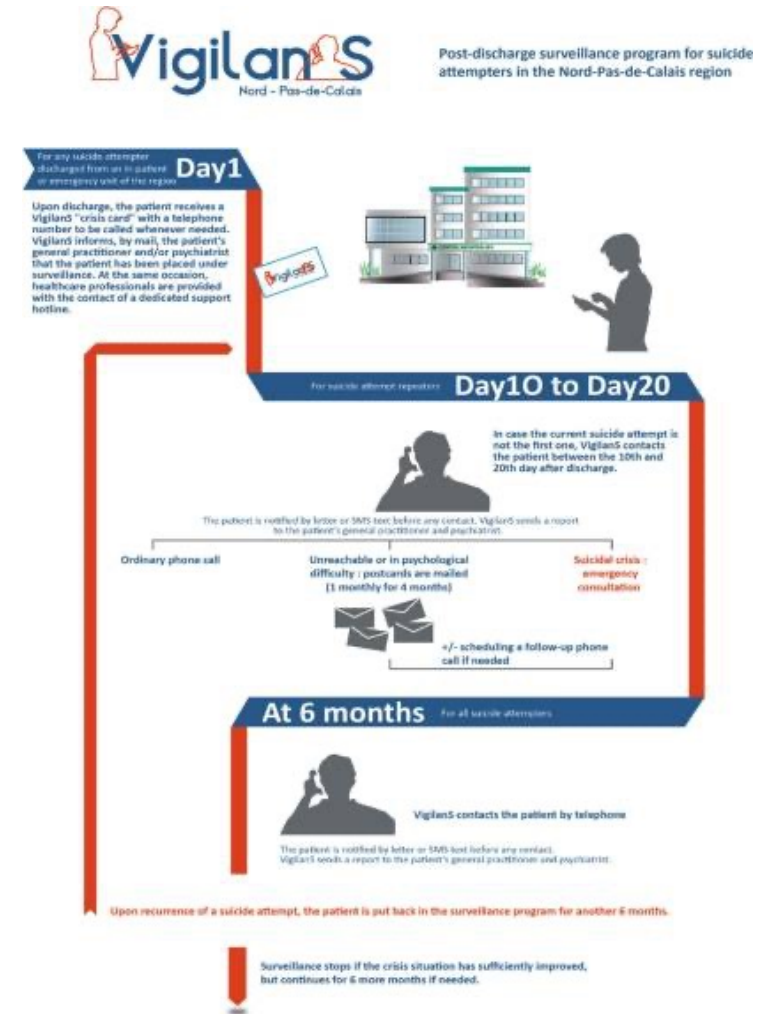 VigilanS
Nord - Pas-de-Calais
Post-discharge surveillance program for suicide
attempters in the Nord-Pas-de-Calais region
For any suicide attempter
discharged from an in patient
or emergency unit of the region
Day1
Upon discharge, the patient receives a
VigilanS "crisis card" with a telephone
number to be called whenever needed.
VigilanS informs, by mail, the patient's
general practitioner and/or psychiatrist
that the patient has been placed under
surveillance. At the same occasion,
healthcare professionals are provided
with the contact of a dedicated support
hotline.
VigilanS
For suicide attempt repeaters
Day1O to Day20
In case the current suicide attempt is
not the first one, VigilanS contacts
the patient between the 10th and
20th day after discharge.
The patient is notified by letter or SMS text before any contact. VigilanS sends a report
to the patient's general practitioner and psychiatrist.
Ordinary phone call
Unreachable or in psychological
difficulty : postcards are mailed
(1 monthly for 4 months)
Suicidal crisis :
emergency
consultation
+/- scheduling a follow-up phone
call if needed
At 6 months
For all suicide attempters
VigilanS contacts the patient by telephone
The patient is notified by letter or SMS text before any contact.
VigilanS sends a report to the patient's general practitioner and psychiatrist.
Upon recurrence of a suicide attempt, the patient is put back in the surveillance program for another 6 months.
Surveillance stops if the crisis situation has sufficiently improved,
but continues for 6 more months if needed.